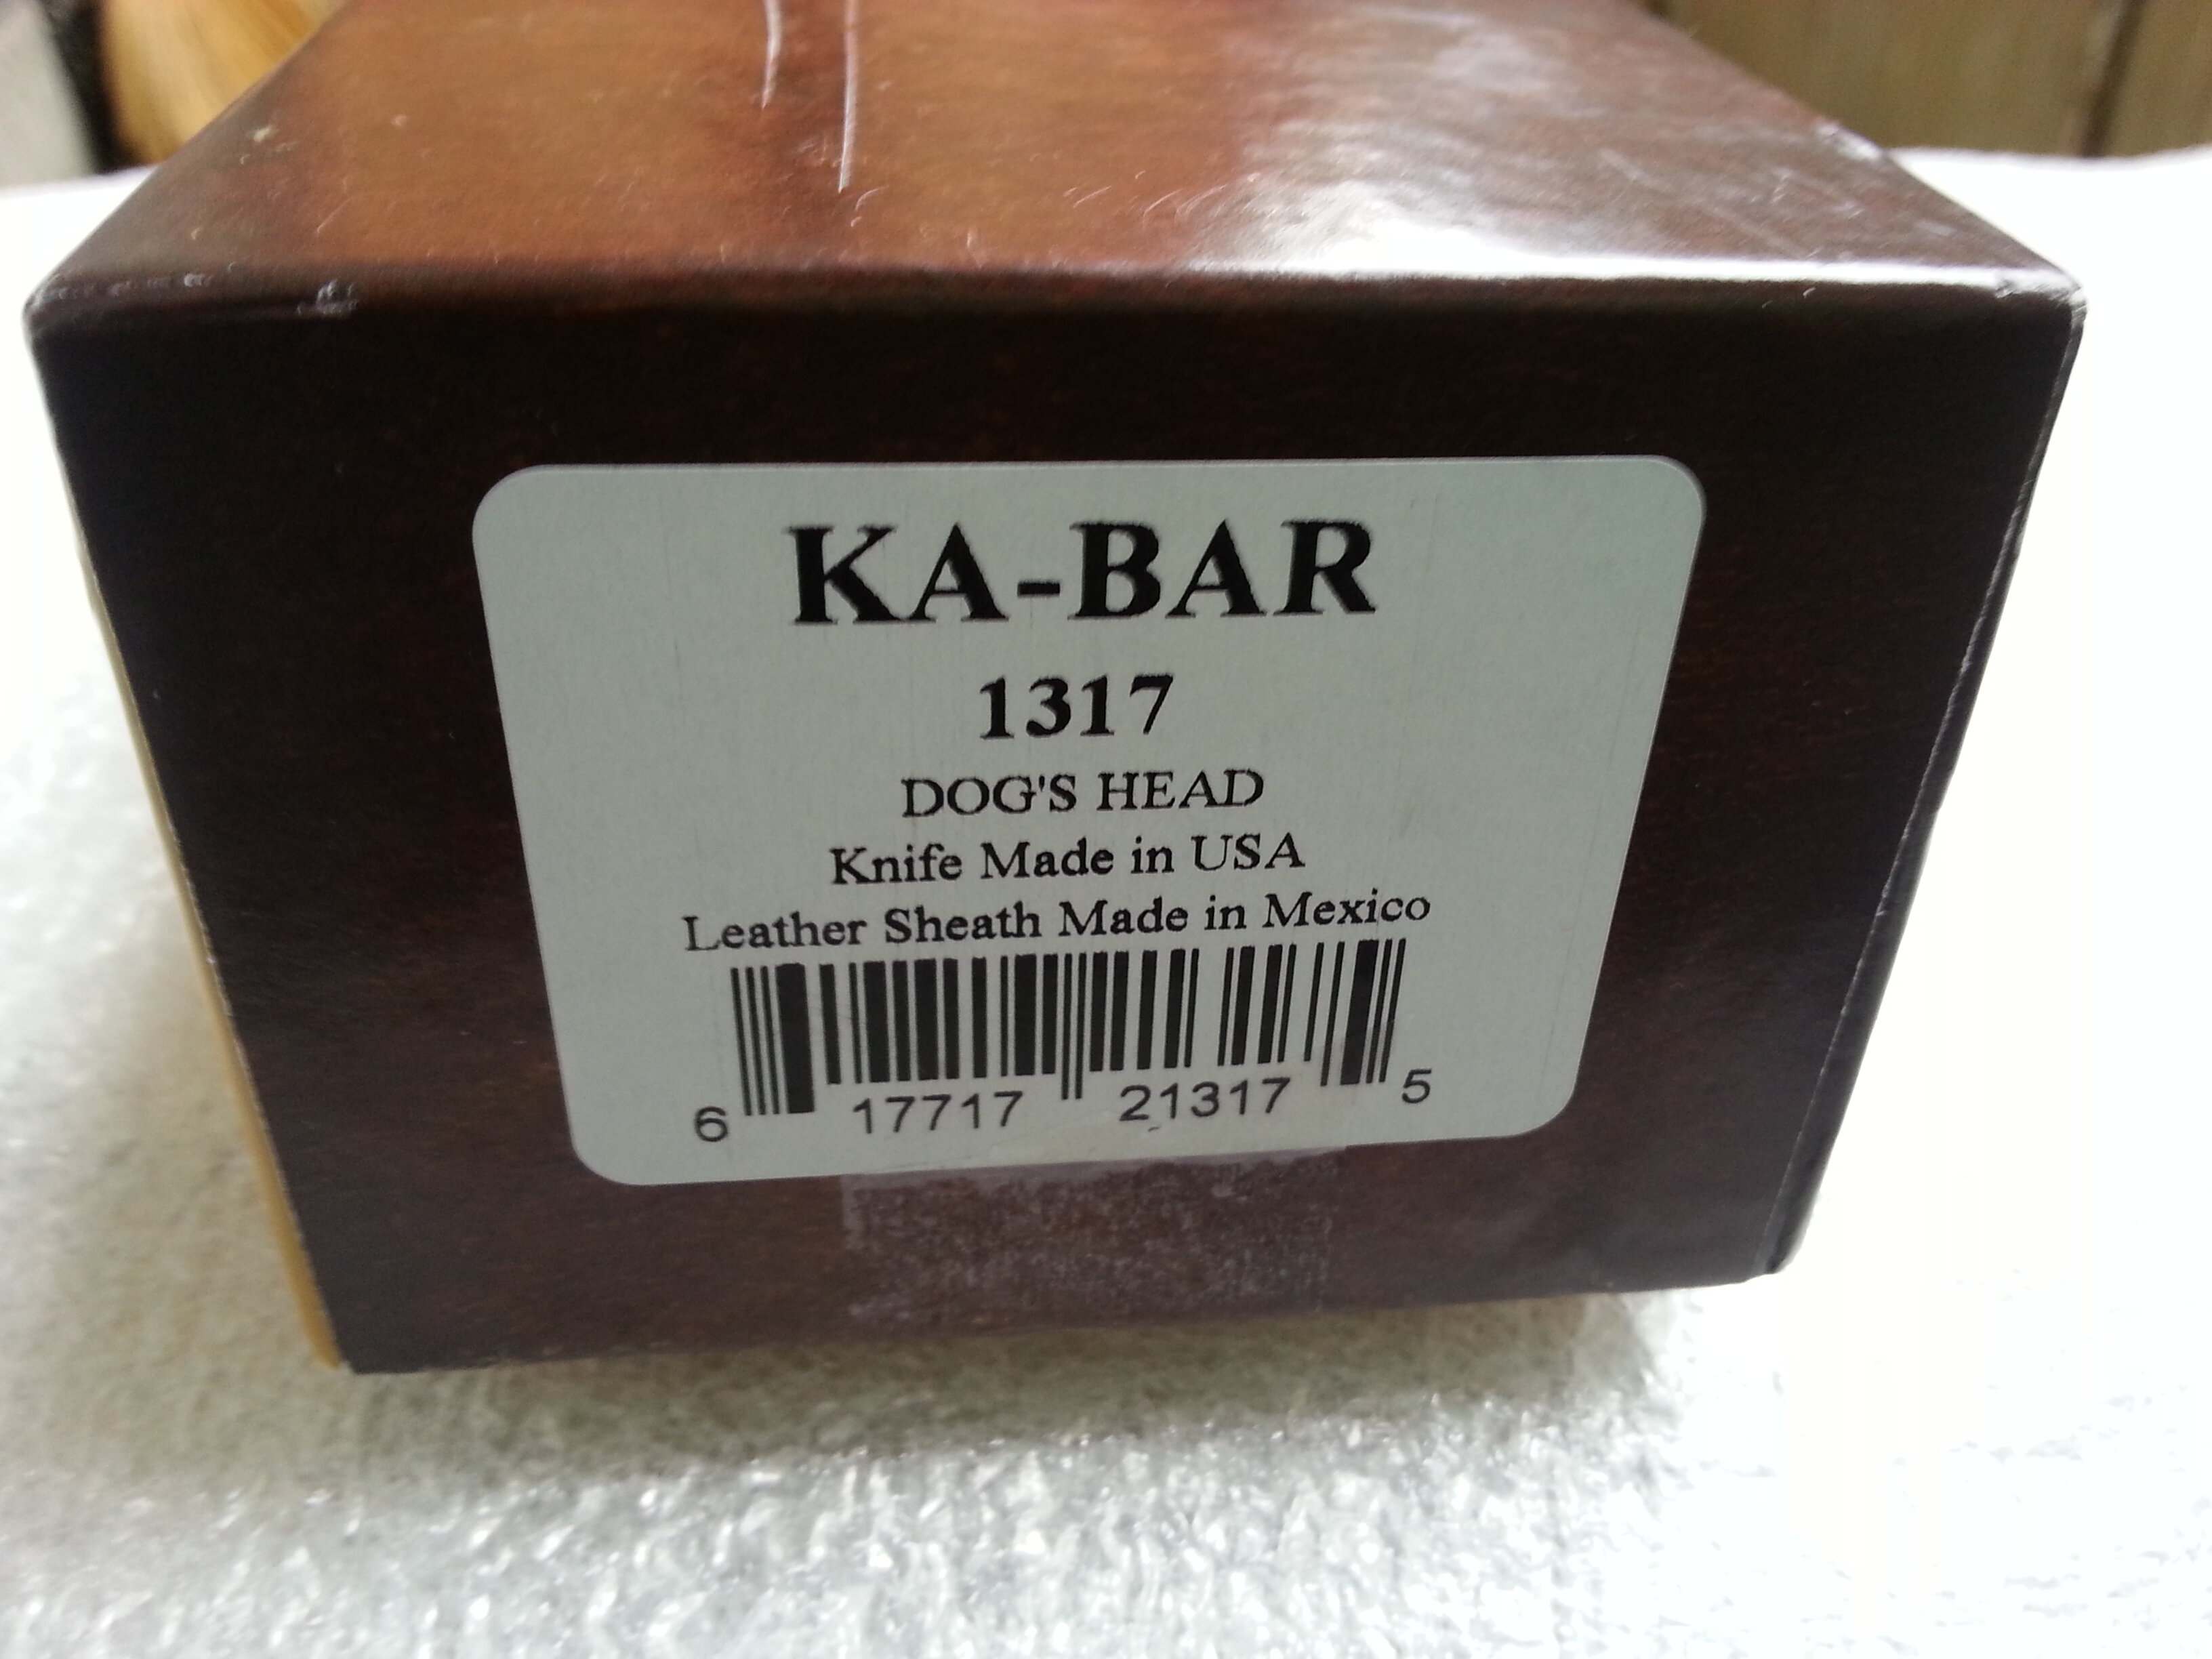 KA-BAR
1317
DOG'S HEAD
Knife Made in USA
Leather Sheath Made in Mexico
6 17717 21317 5